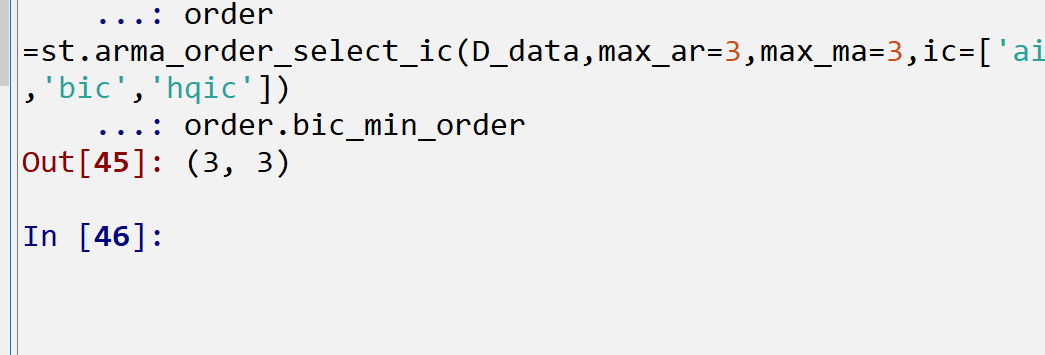 ...: order
=st.arma_order_select_ic(D_data,max_ar=3,max_ma=3,ic=['ai
,'bic','hqic'])
...: order.bic_min_order
Out[45]: (3, 3)
In [46]: